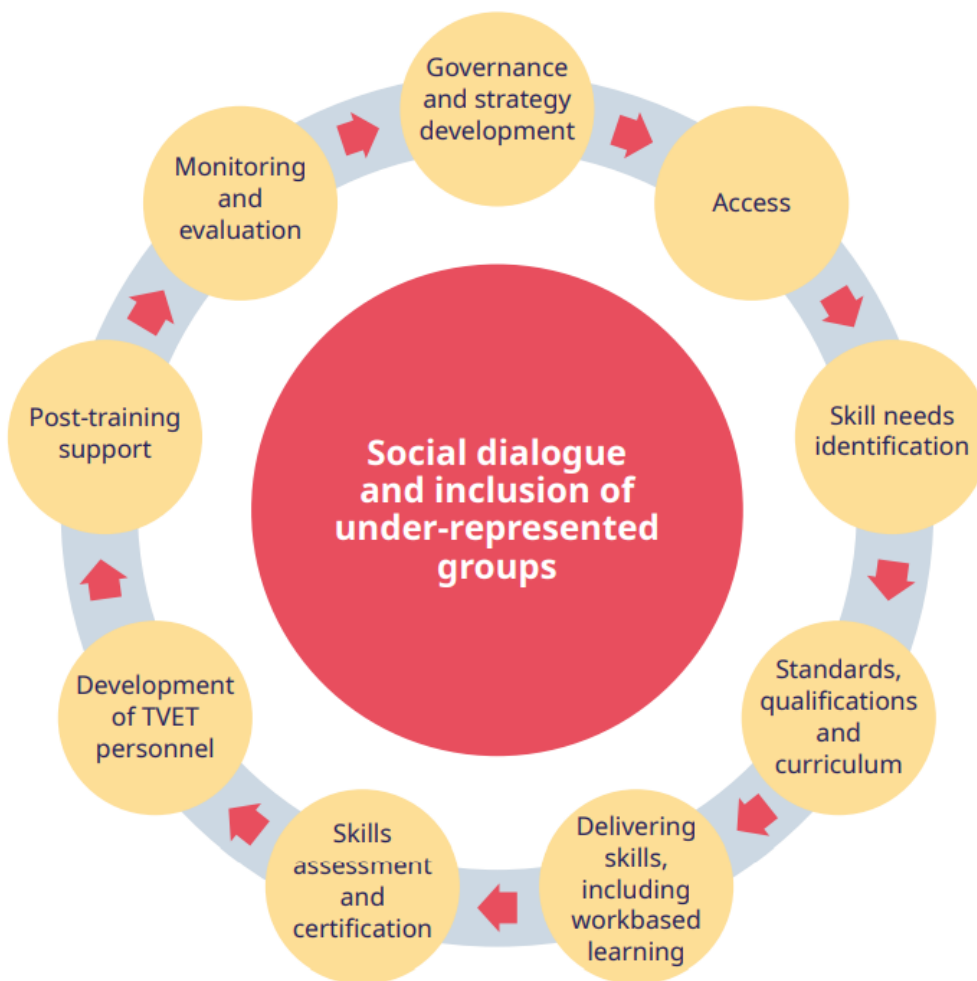 Governance
and strategy
development
Access
Skill needs
identification
Standards,
qualifications
and
curriculum
Delivering
skills,
including
workbased
learning
Skills
assessment
and
certification
Development
of TVET
personnel
Post-training
support
Monitoring
and
evaluation
Social dialogue
and inclusion of
under-represented
groups